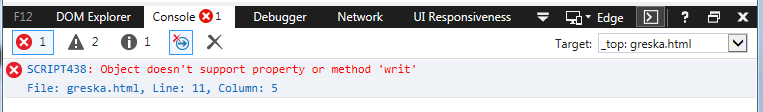 F12 DOM Explorer Console 1 Debugger Network UI Responsiveness Edge ?
1 2 1 Target: _top: greska.html
SCRIPT438: Object doesn't support property or method 'writ'
File: greska.html, Line: 11, Column: 5